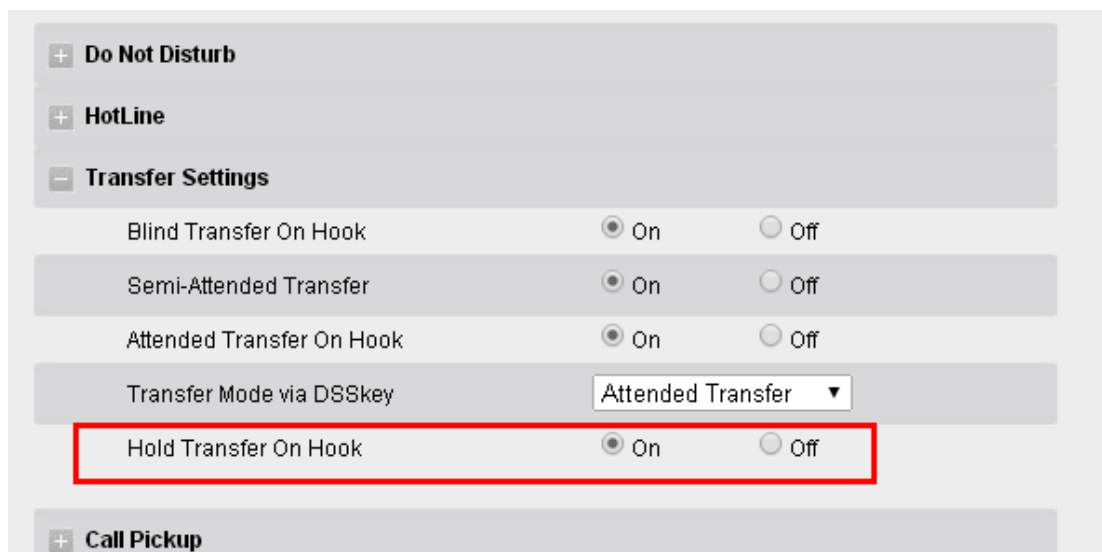 Do Not Disturb
HotLine
Transfer Settings
Blind Transfer On Hook On Off
Semi-Attended Transfer On Off
Attended Transfer On Hook On Off
Transfer Mode via DSSkey Attended Transfer
Hold Transfer On Hook On Off
Call Pickup